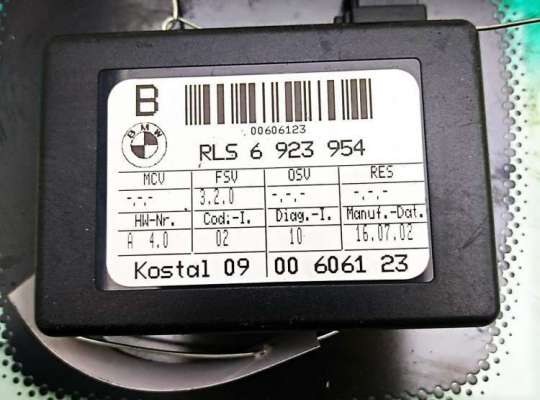 B
00606123
BMW
RLS 6 923 954
MCV FSV OSV RES
-.-.- 3.2.0 -.-.- -.-.-
HW-Nr. Cod.-I. Diag.-I. Manuf.-Dat.
A 4.0 02 10 16.07.02
Kostal 09 00 6061 23